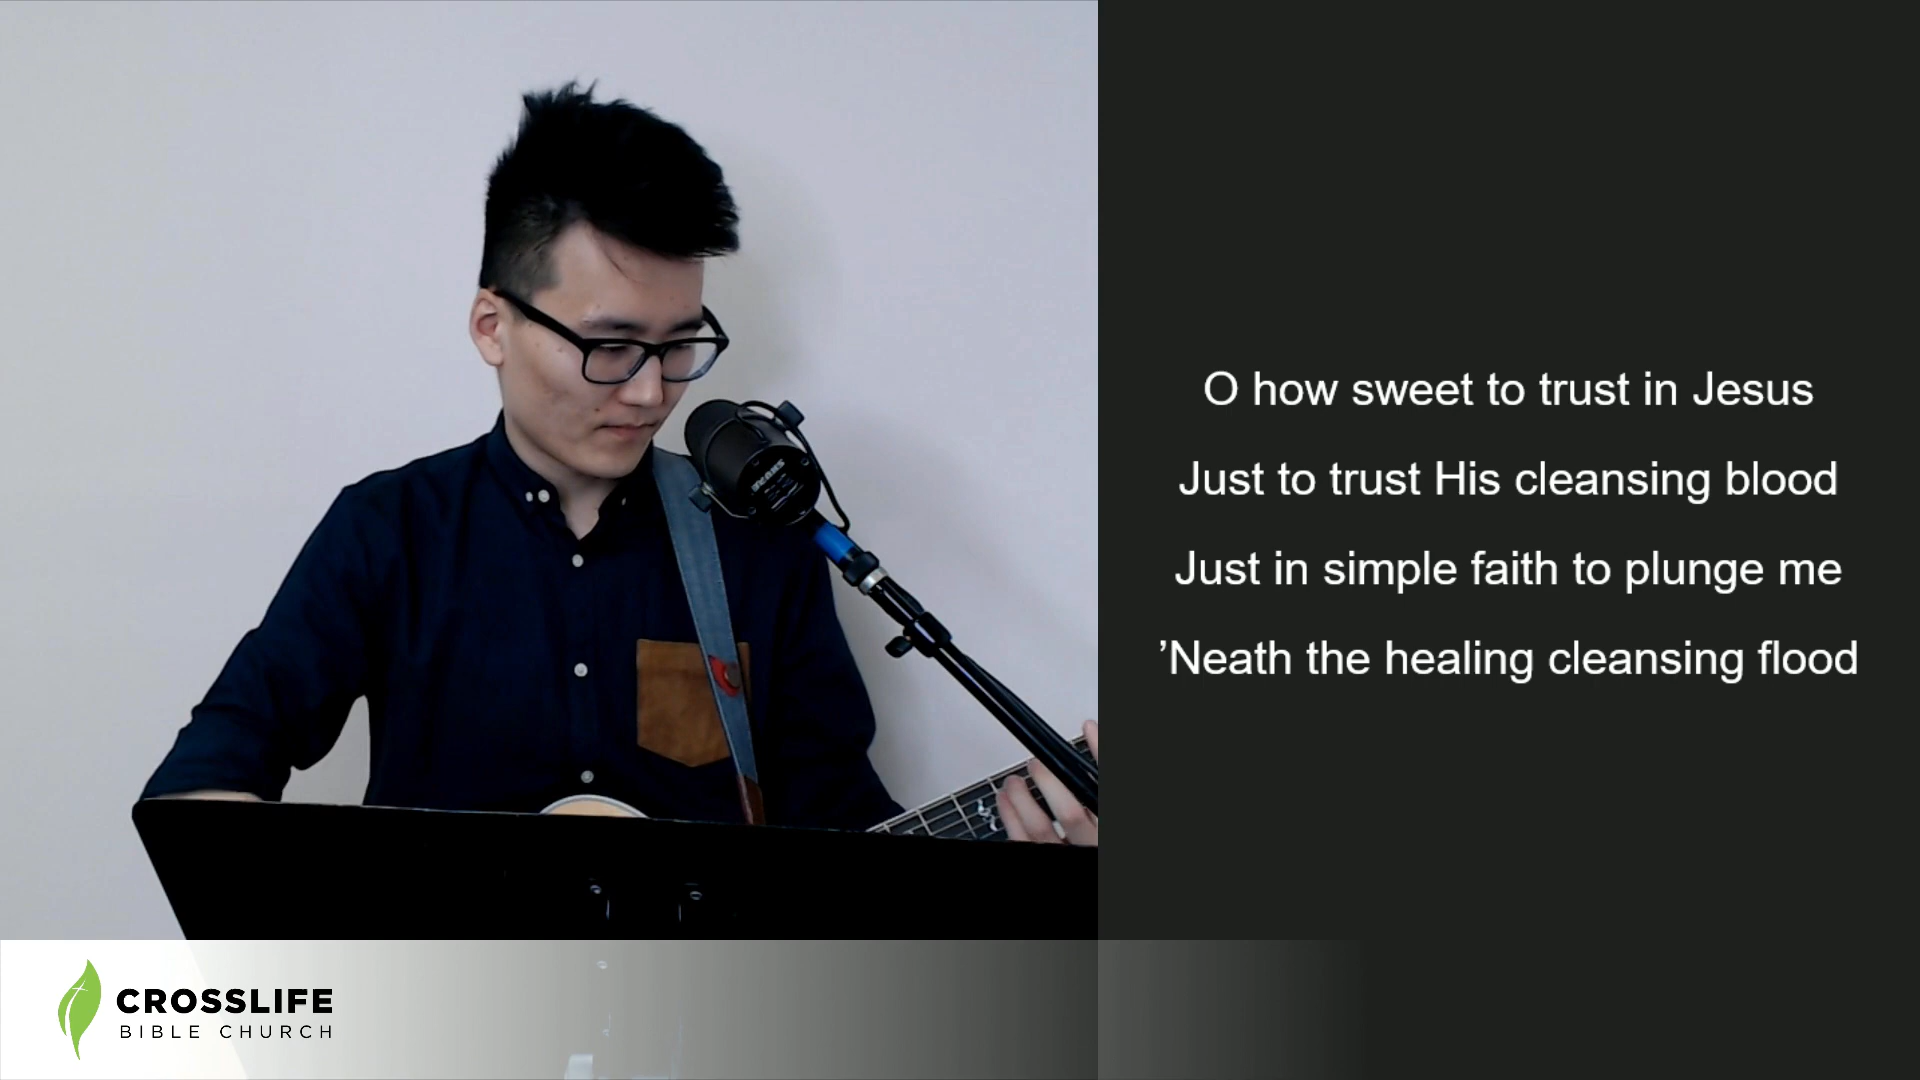 O how sweet to trust in Jesus
Just to trust His cleansing blood
Just in simple faith to plunge me
’Neath the healing cleansing flood
SHURE
CROSSLIFE
BIBLE CHURCH